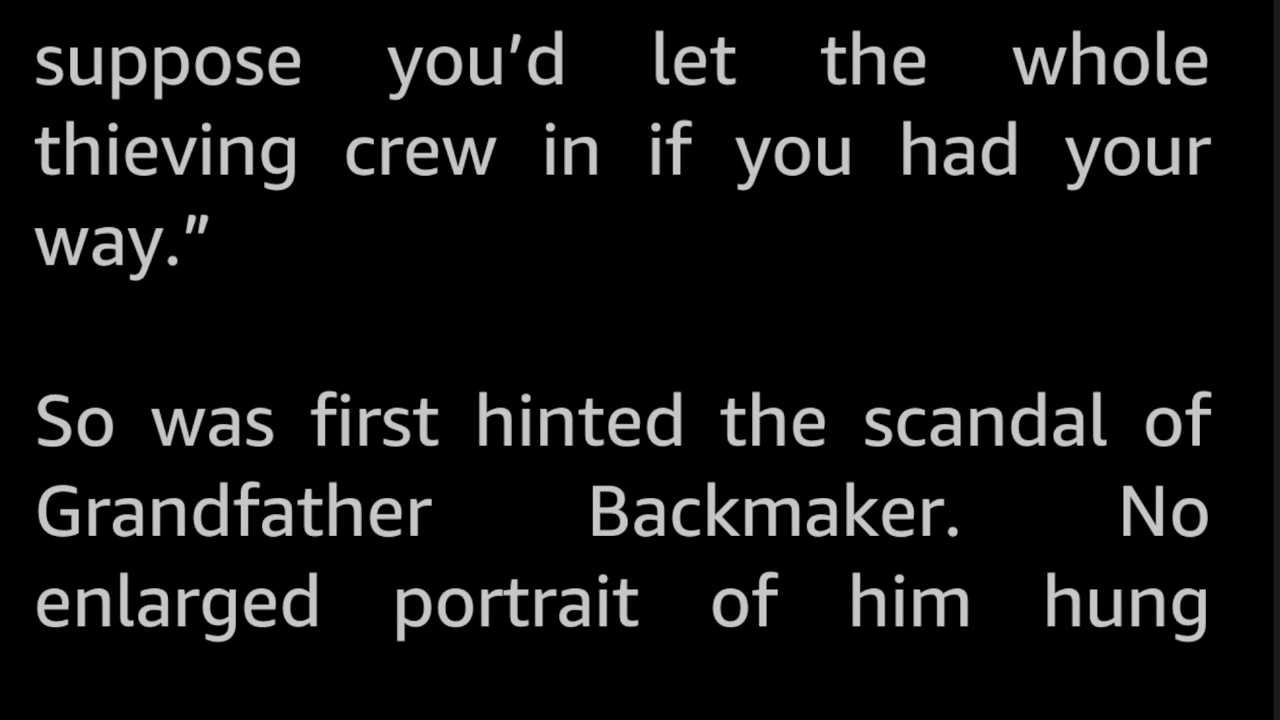 suppose you’d let the whole
thieving crew in if you had your
way.”
So was first hinted the scandal of
Grandfather Backmaker. No
enlarged portrait of him hung